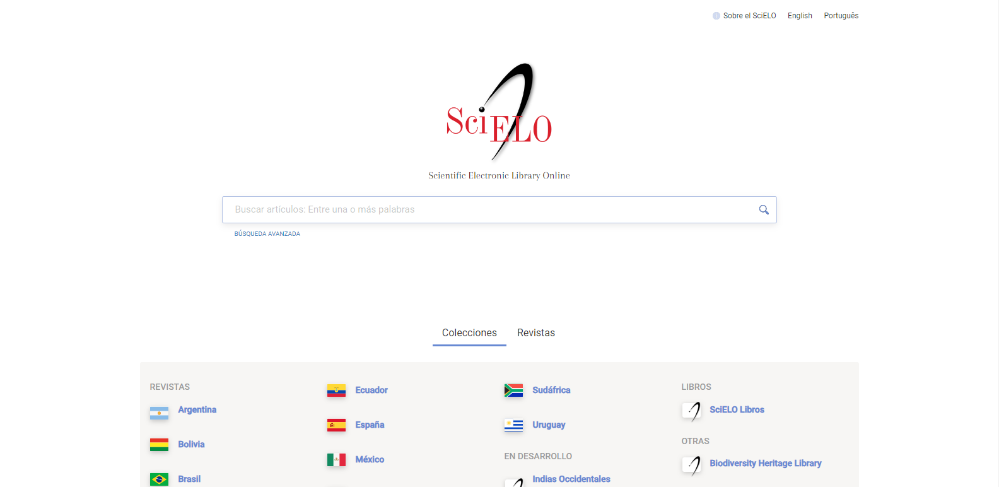 Sobre el SciELO English Português
SciELO
Scientific Electronic Library Online
Buscar artículos: Entre una o más palabras
BÚSQUEDA AVANZADA
Colecciones Revistas
REVISTAS
Argentina
Bolivia
Brasil
Ecuador
España
México
Sudáfrica
Uruguay
EN DESARROLLO
Indias Occidentales
LIBROS
SciELO Libros
OTRAS
Biodiversity Heritage Library